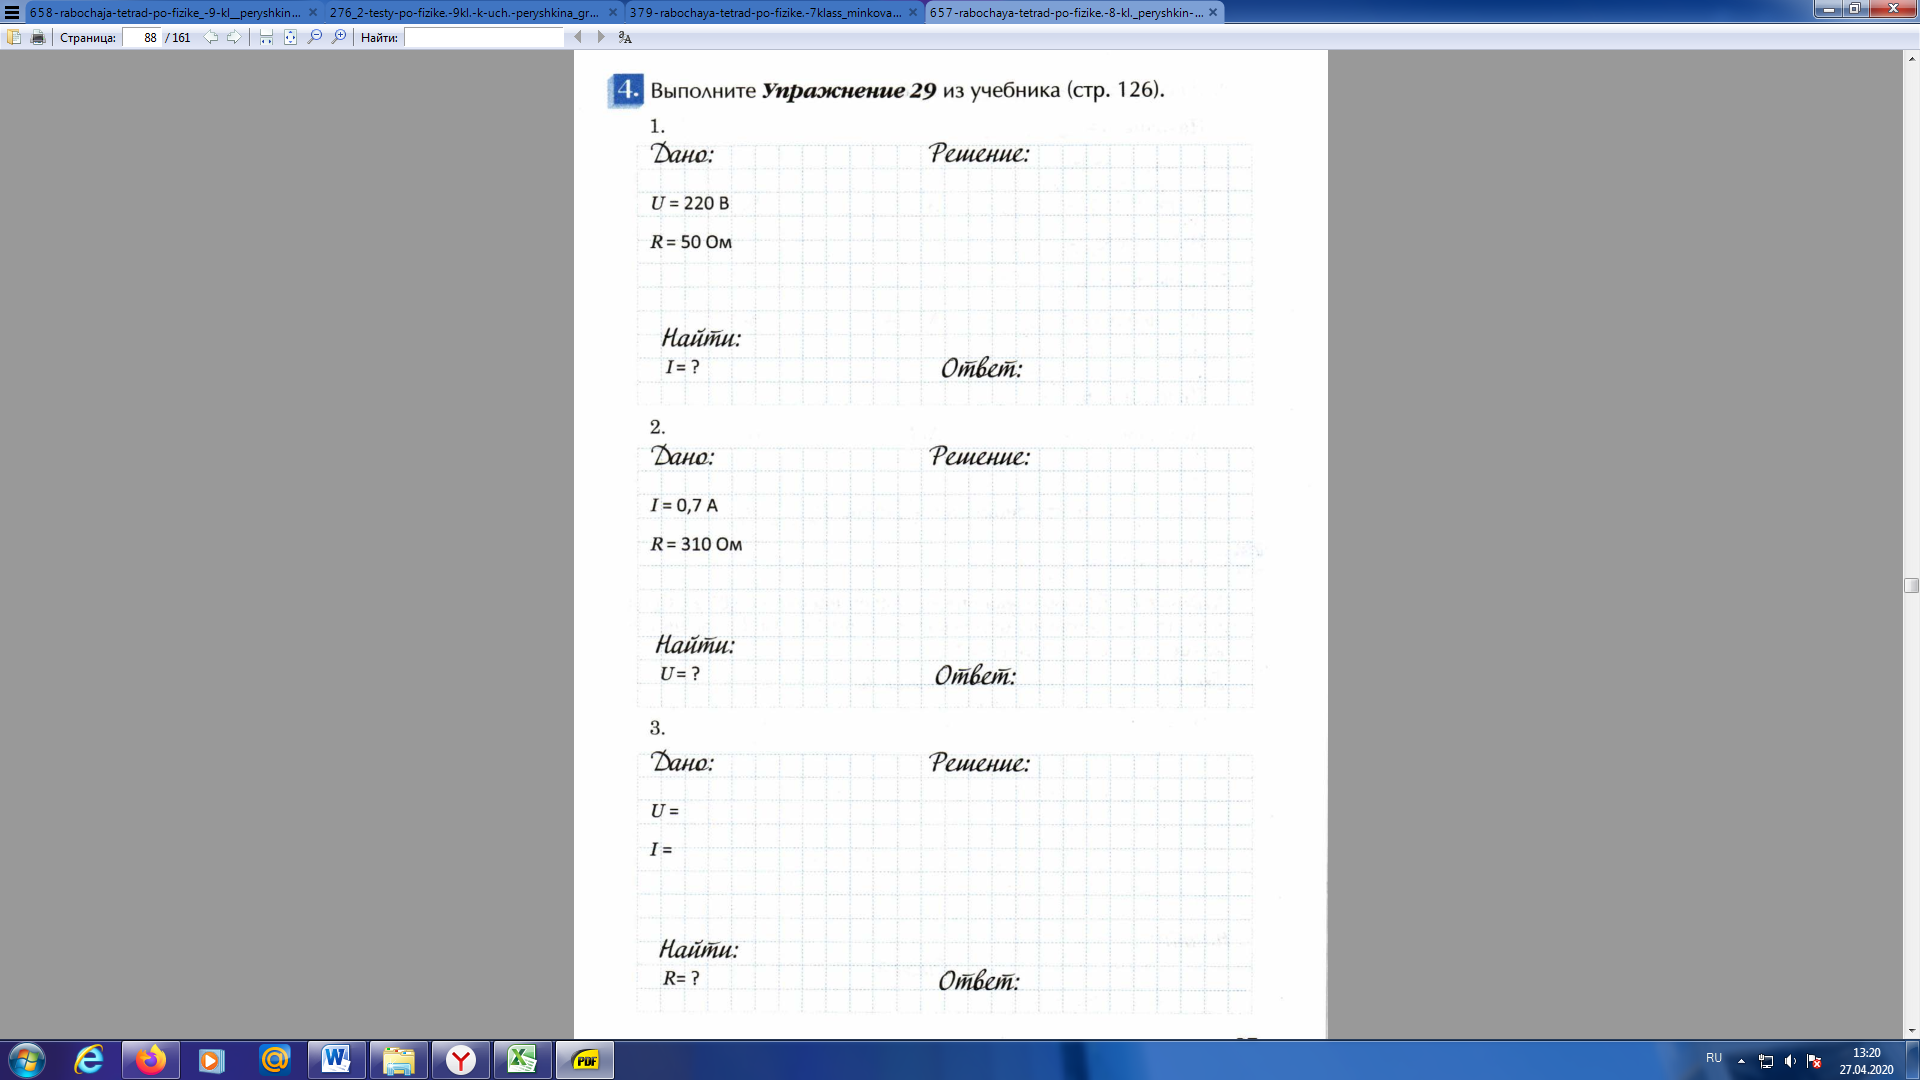 658-rabochaja-tetrad-po-fizike_-9-kl__peryshkin...
276_2-testy-po-fizike.-9kl.-k-uch.-peryshkina_gr...
379-rabochaya-tetrad-po-fizike.-7klass_minkova...
657-rabochaya-tetrad-po-fizike.-8-kl._peryshkin-...
Страница: 88 / 161 Найти:
4. Выполните Упражнение 29 из учебника (стр. 126).
1.
Дано: Решение:
U = 220 В
R = 50 Ом
Найти:
I = ? Ответ:
2.
Дано: Решение:
I = 0,7 А
R = 310 Ом
Найти:
U = ? Ответ:
3.
Дано: Решение:
U =
I =
Найти:
R= ? Ответ:
RU 13:20
27.04.2020